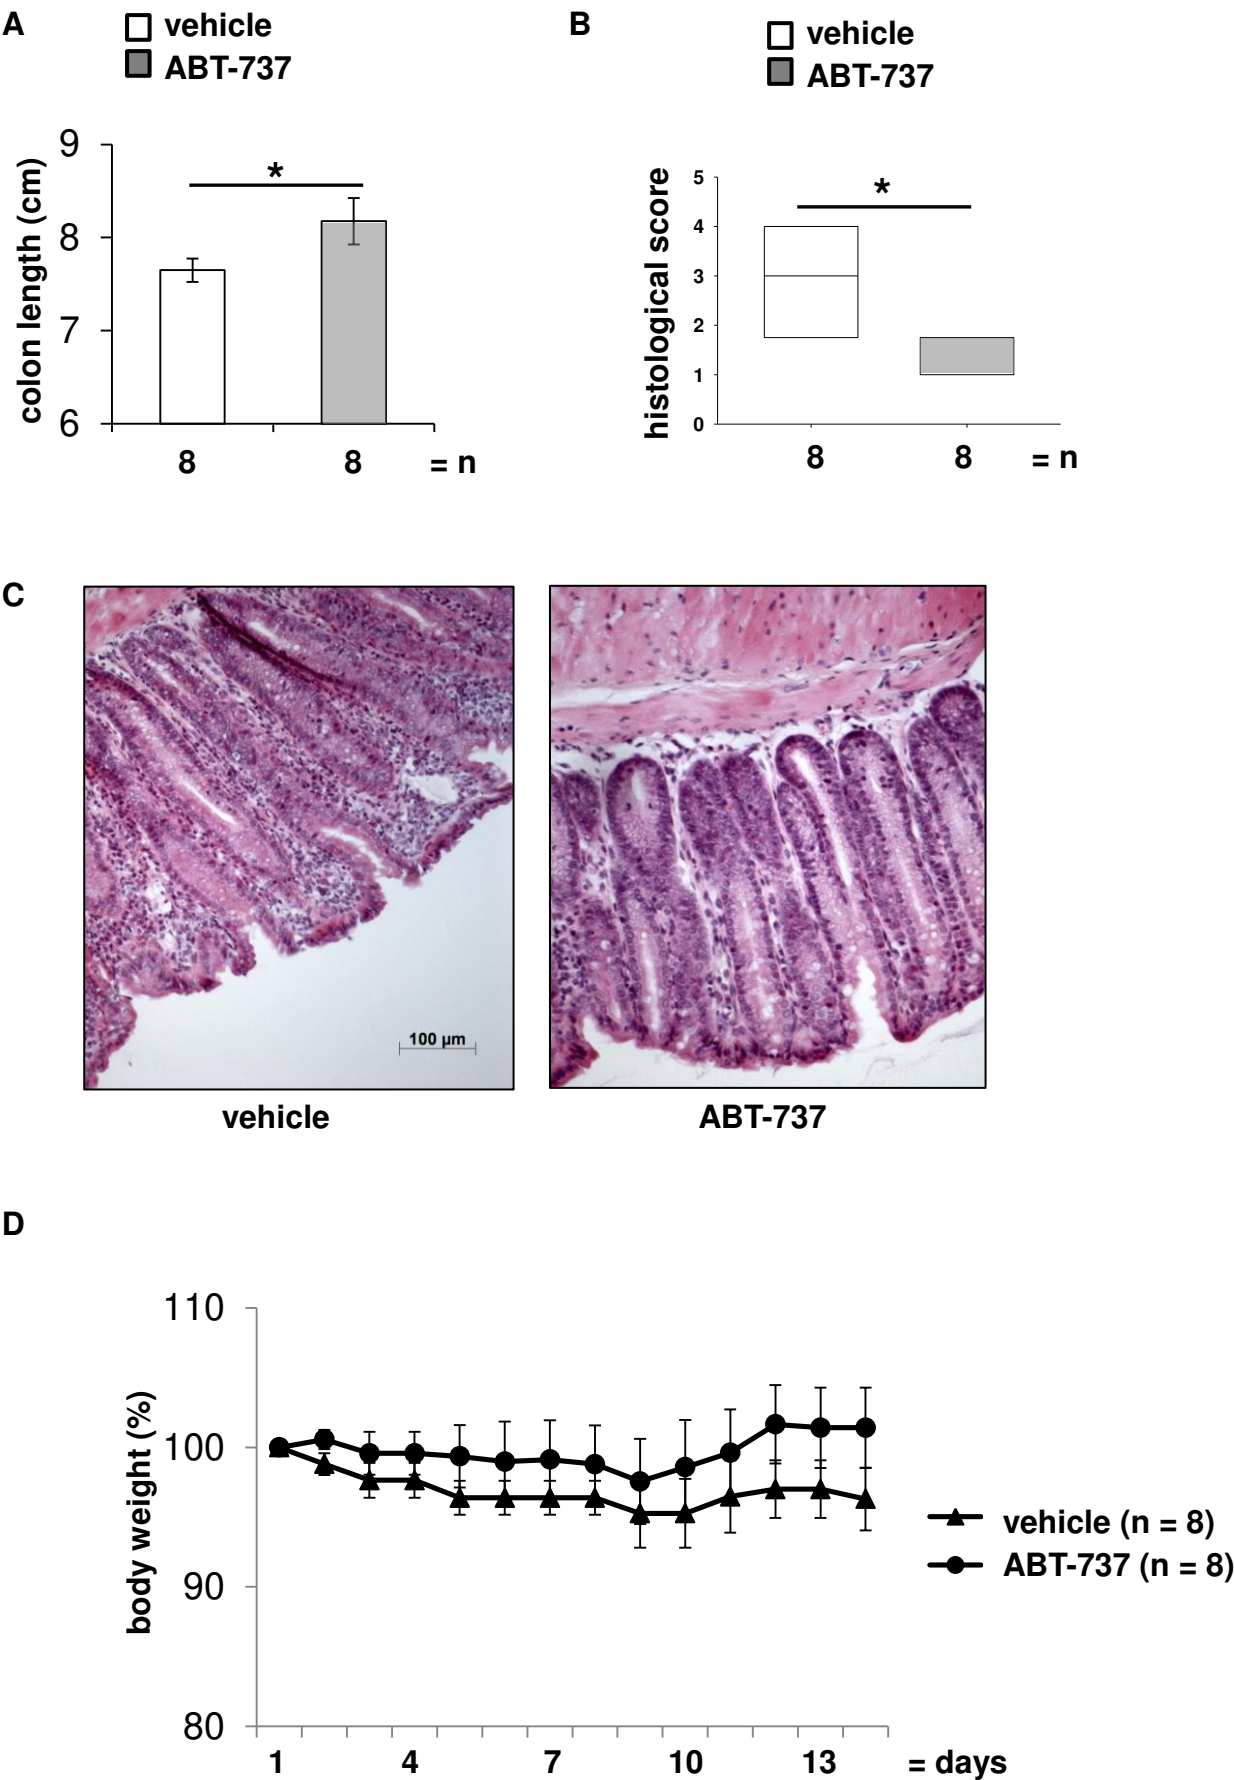 A
vehicle
ABT-737
colon length (cm)
9
8
7
6
*
8 8 = n
B
vehicle
ABT-737
histological score
5
4
3
2
1
0
*
8 8 = n
C
100 µm
vehicle
ABT-737
D
body weight (%)
110
100
90
80
1 4 7 10 13 = days
vehicle (n = 8)
ABT-737 (n = 8)